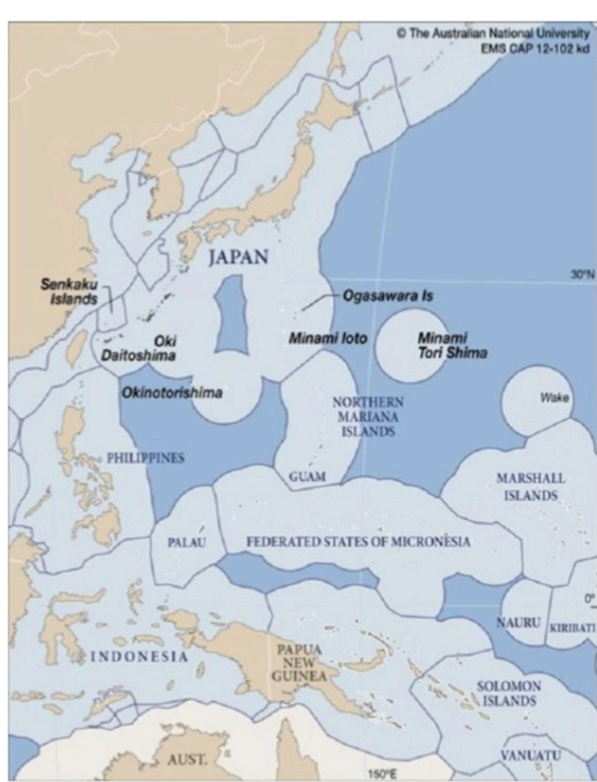 © The Australian National University
EMS CAP 12-102 kd
JAPAN
30°N
Senkaku
Islands
Ogasawara Is
Oki
Daitoshima
Minami Ioto
Minami
Tori Shima
Okinotorishima
Wake
NORTHERN
MARIANA
ISLANDS
PHILIPPINES
GUAM
MARSHALL
ISLANDS
PALAU
FEDERATED STATES OF MICRONESIA
0°
NAURU
KIRIBATI
INDONESIA
PAPUA
NEW
GUINEA
SOLOMON
ISLANDS
AUST.
VANUATU
150°E